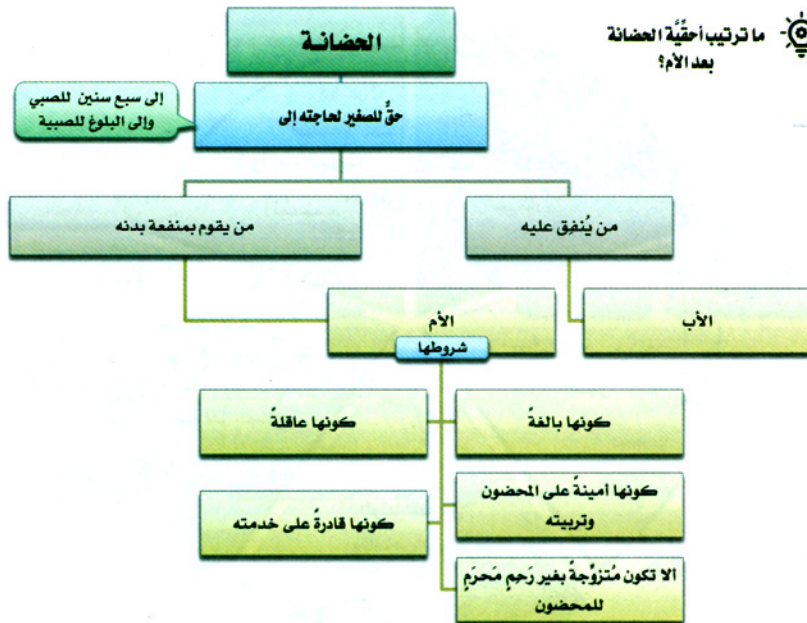 ما ترتيب أحقِّيَّة الحضانة
بعد الأم؟
الحضانة
حقٌّ للصغير لحاجته إلى
إلى سبع سنين للصبي
وإلى البلوغ للصبية
من يُنفِق عليه
من يقوم بمنفعة بدنه
الأب
الأم
شروطها
كونها بالغةً
كونها عاقلةً
كونها أمينةً على المحضون
وتربيته
كونها قادرةً على خدمته
ألا تكون مُتزوِّجةً بغير رَحِمٍ مَحرَمٍ
للمحضون